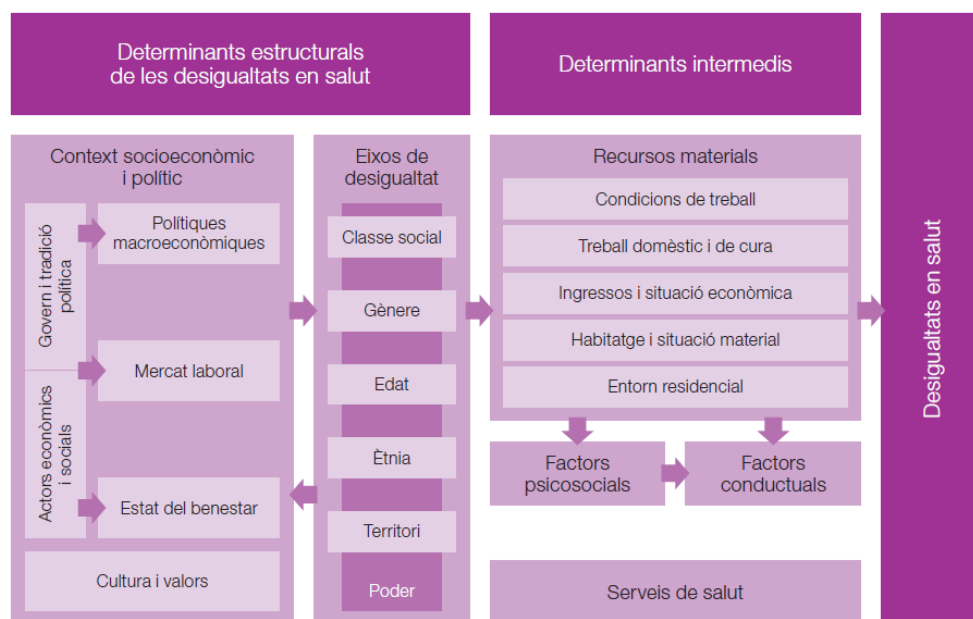 Determinants estructurals
de les desigualtats en salut
Determinants intermedis
Desigualtats en salut
Context socioeconòmic
i polític
Govern i tradició
política
Actors econòmics
i socials
Polítiques
macroeconòmiques
Mercat laboral
Estat del benestar
Cultura i valors
Eixos de
desigualtat
Classe social
Gènere
Edat
Ètnia
Territori
Poder
Recursos materials
Condicions de treball
Treball domèstic i de cura
Ingressos i situació econòmica
Habitatge i situació material
Entorn residencial
Factors
psicosocials
Factors
conductuals
Serveis de salut